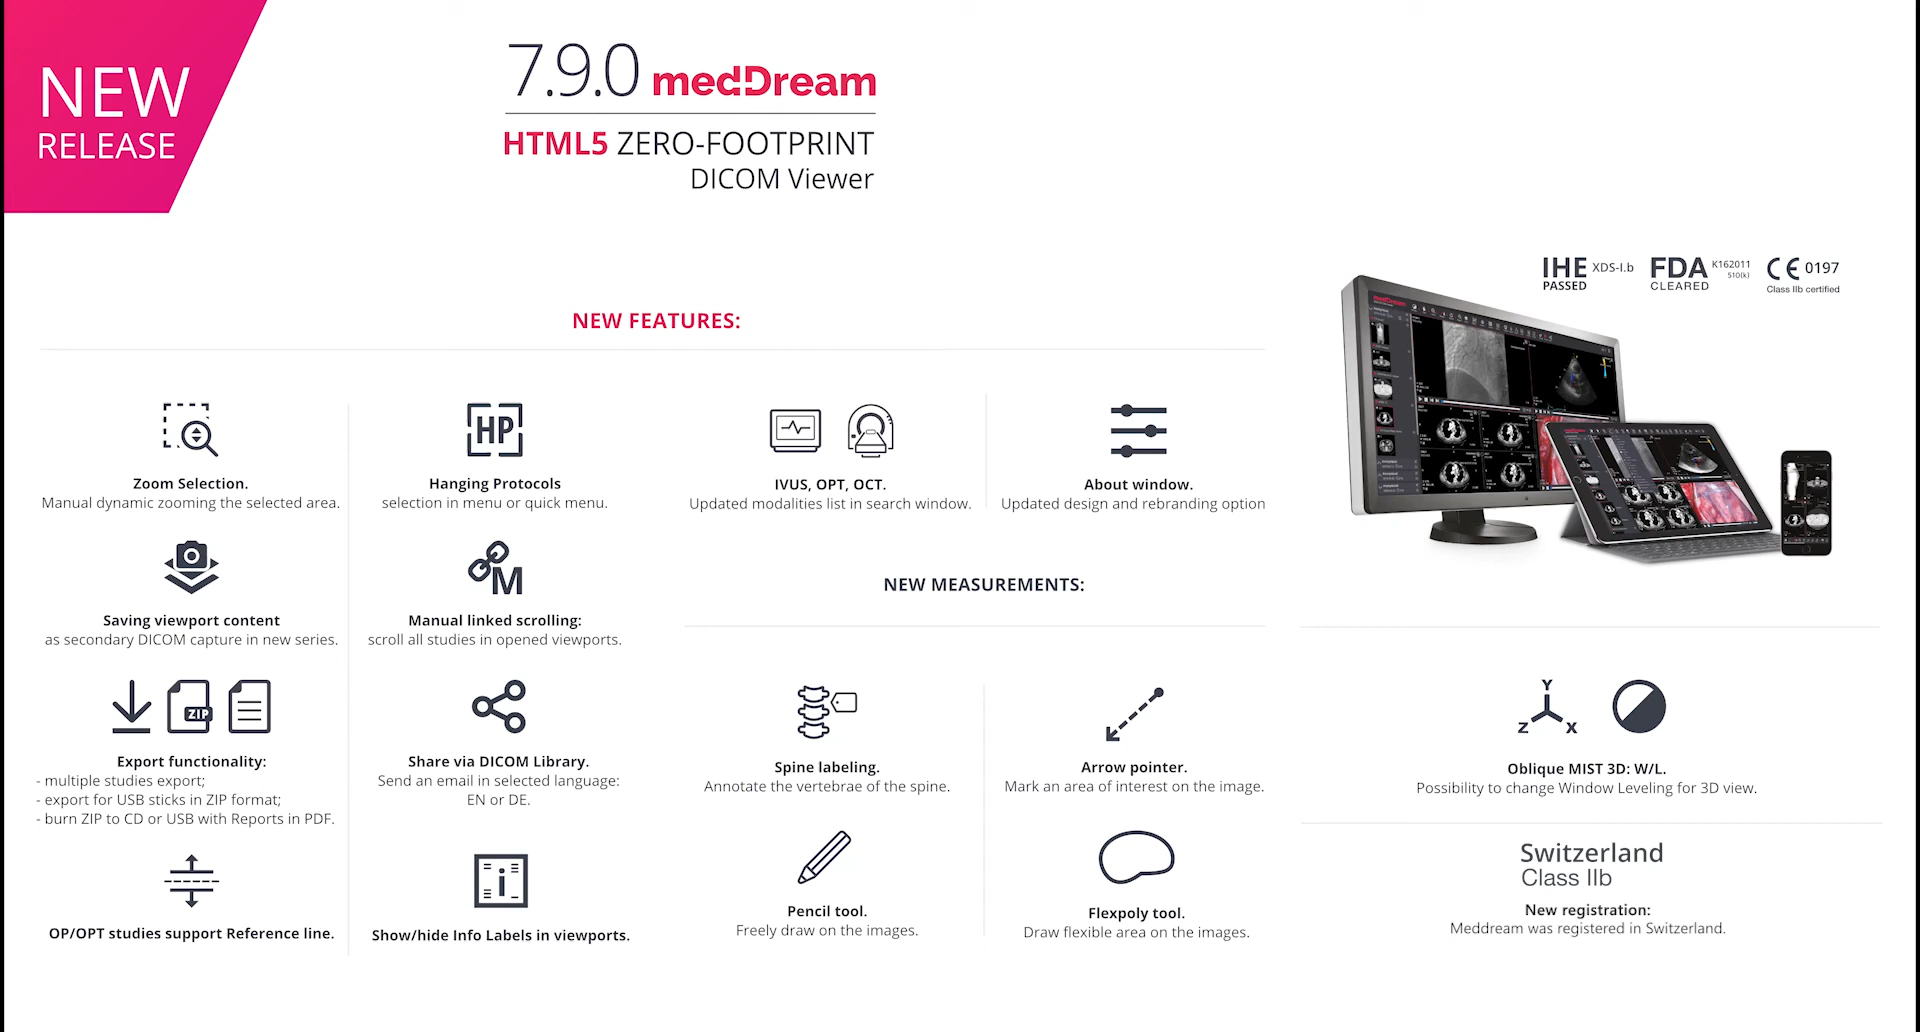 NEW
RELEASE
7.9.0 medDream
HTML5 ZERO-FOOTPRINT
DICOM Viewer
IHE XDS-I.b
PASSED
FDA K162011
510(k)
CLEARED
CE 0197
Class IIb certified
NEW FEATURES:
HP
Zoom Selection.
Manual dynamic zooming the selected area.
Hanging Protocols
selection in menu or quick menu.
IVUS, OPT, OCT.
Updated modalities list in search window.
About window.
Updated design and rebranding option
M
Saving viewport content
as secondary DICOM capture in new series.
Manual linked scrolling:
scroll all studies in opened viewports.
ZIP
Export functionality:
- multiple studies export;
- export for USB sticks in ZIP format;
- burn ZIP to CD or USB with Reports in PDF.
Share via DICOM Library.
Send an email in selected language:
EN or DE.
OP/OPT studies support Reference line.
i
Show/hide Info Labels in viewports.
NEW MEASUREMENTS:
Spine labeling.
Annotate the vertebrae of the spine.
Arrow pointer.
Mark an area of interest on the image.
Pencil tool.
Freely draw on the images.
Flexpoly tool.
Draw flexible area on the images.
medDream
Y
Z X
Oblique MIST 3D: W/L.
Possibility to change Window Leveling for 3D view.
Switzerland
Class IIb
New registration:
Meddream was registered in Switzerland.